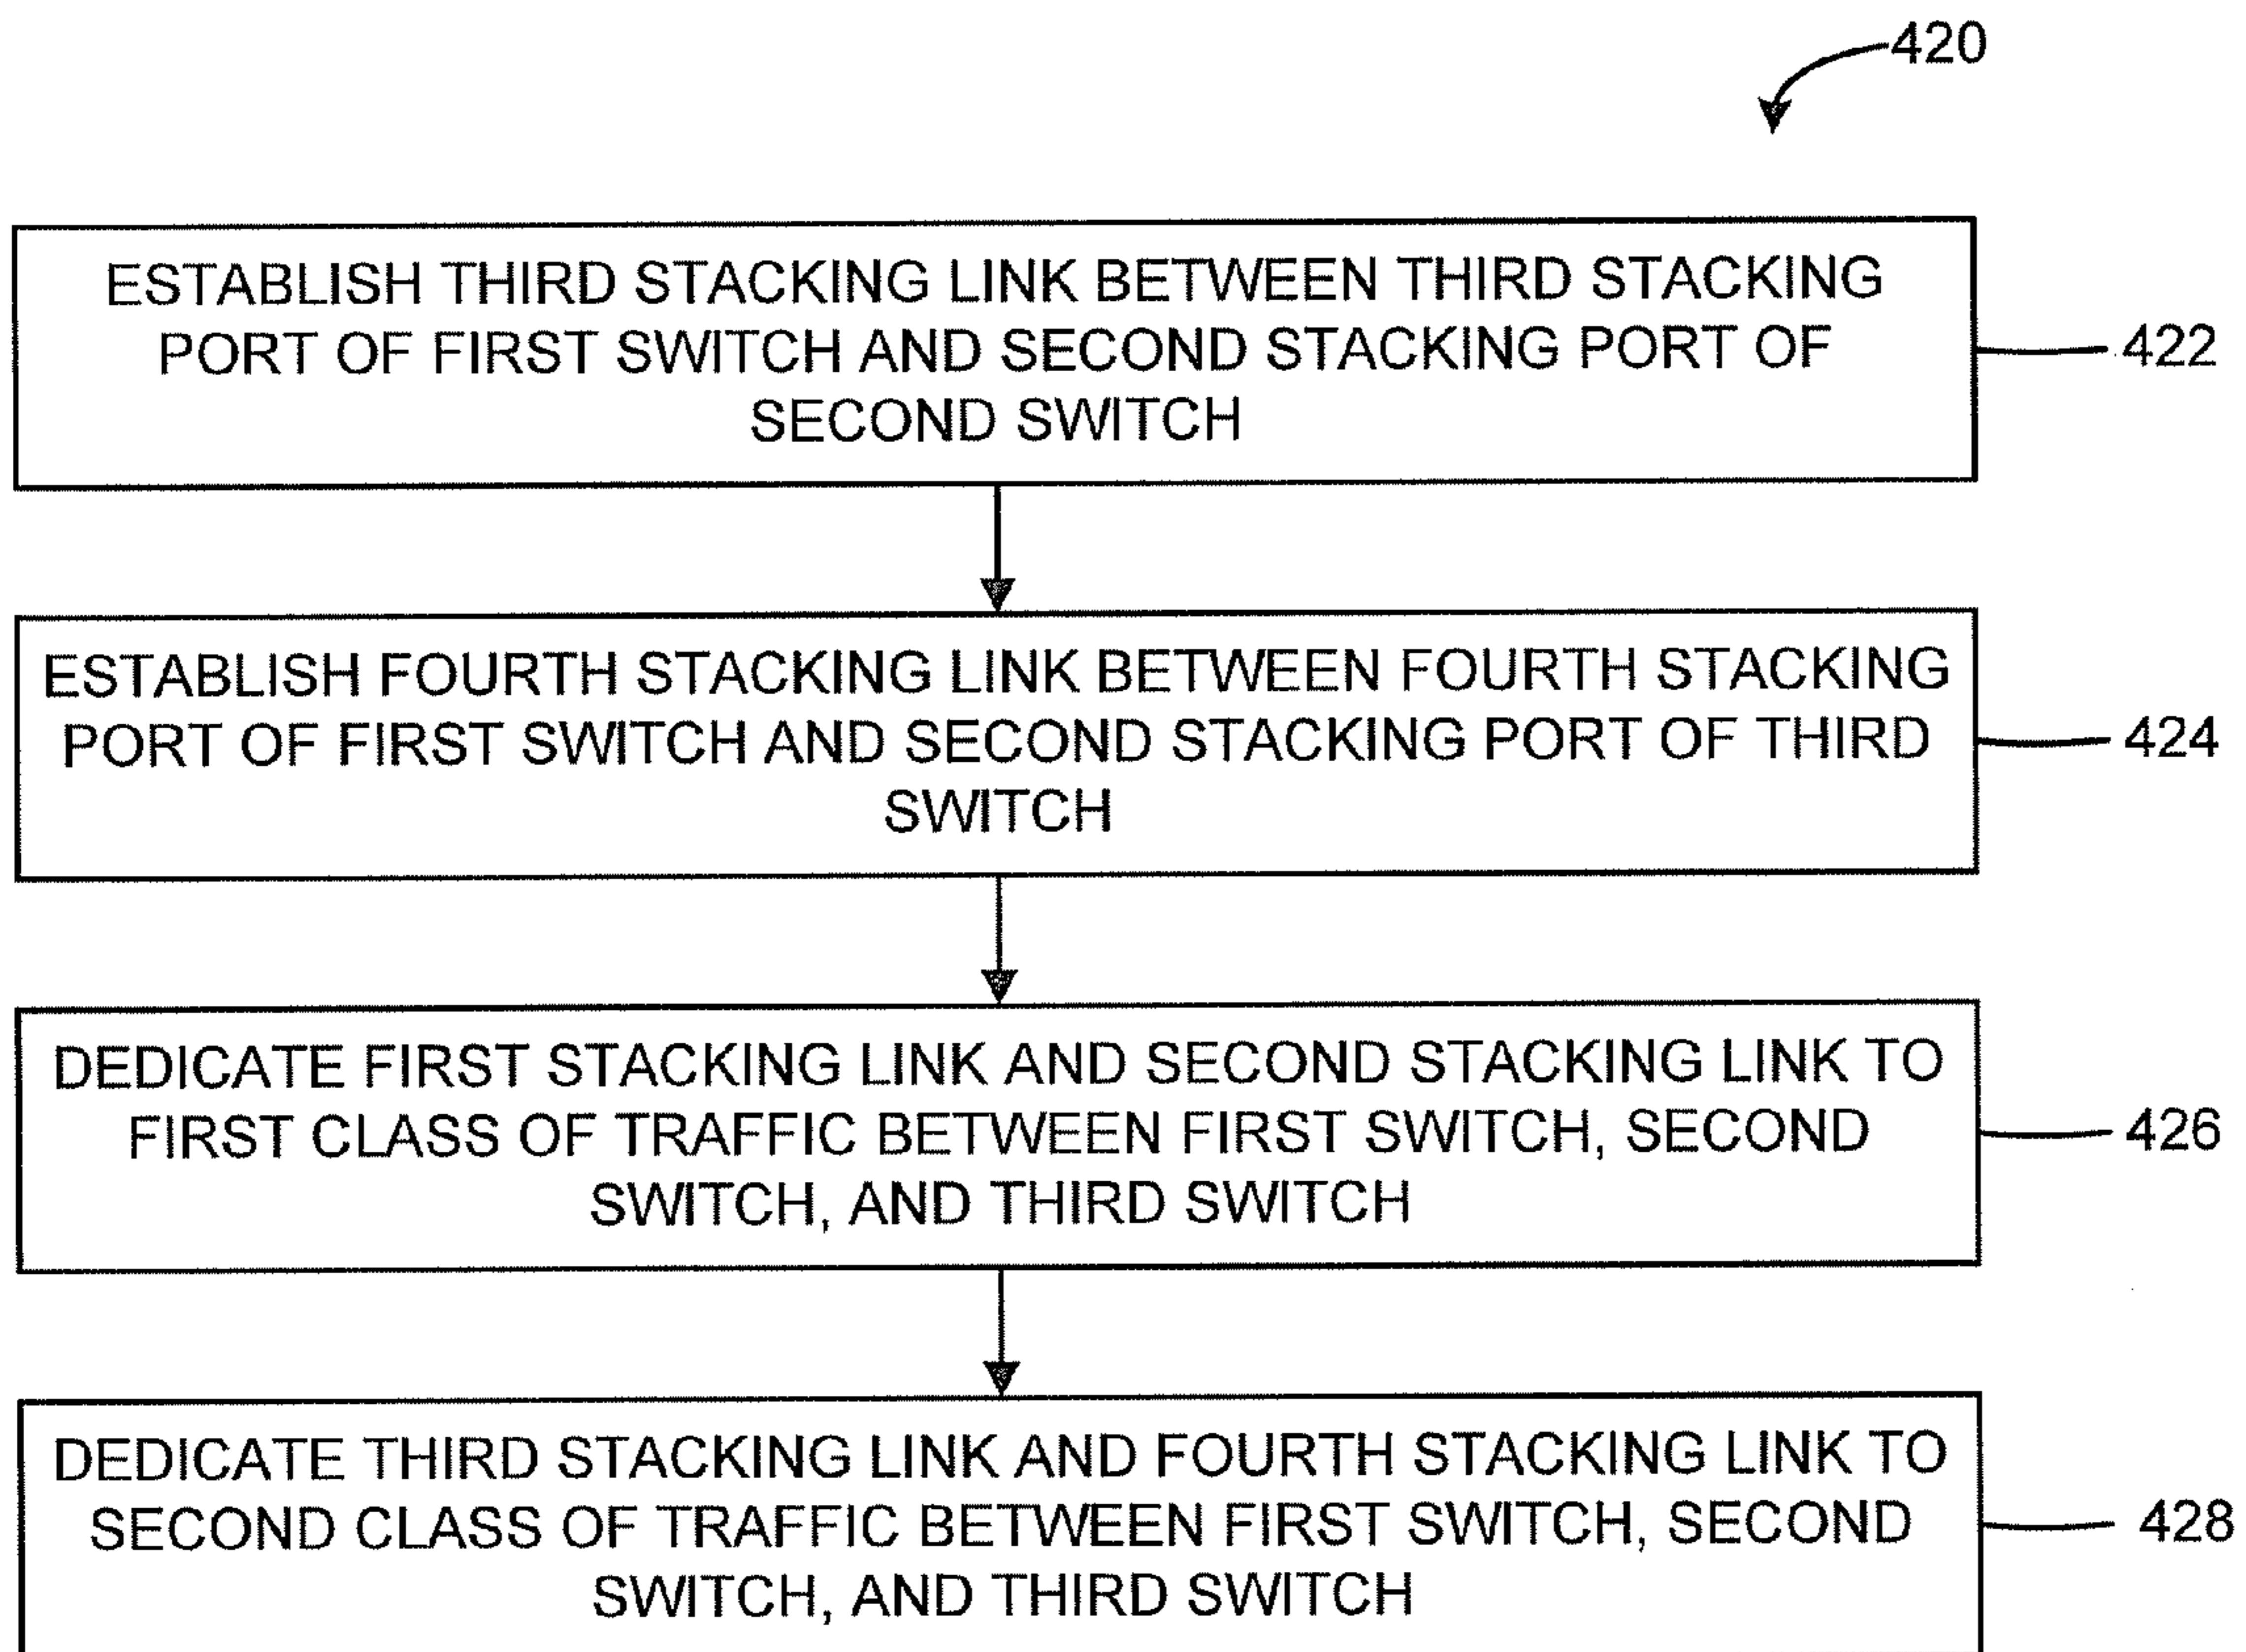 420
ESTABLISH THIRD STACKING LINK BETWEEN THIRD STACKING
PORT OF FIRST SWITCH AND SECOND STACKING PORT OF
SECOND SWITCH
422
ESTABLISH FOURTH STACKING LINK BETWEEN FOURTH STACKING
PORT OF FIRST SWITCH AND SECOND STACKING PORT OF THIRD
SWITCH
424
DEDICATE FIRST STACKING LINK AND SECOND STACKING LINK TO
FIRST CLASS OF TRAFFIC BETWEEN FIRST SWITCH, SECOND
SWITCH, AND THIRD SWITCH
426
DEDICATE THIRD STACKING LINK AND FOURTH STACKING LINK TO
SECOND CLASS OF TRAFFIC BETWEEN FIRST SWITCH, SECOND
SWITCH, AND THIRD SWITCH
428